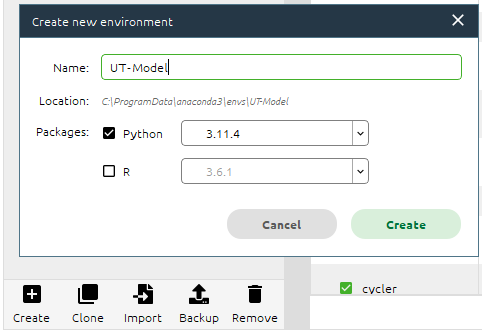 Create new environment
Name: UT-Model
Location: C:\ProgramData\anaconda3\envs\UT-Model
Packages: Python 3.11.4
R 3.6.1
Cancel Create
cycler
Create Clone Import Backup Remove